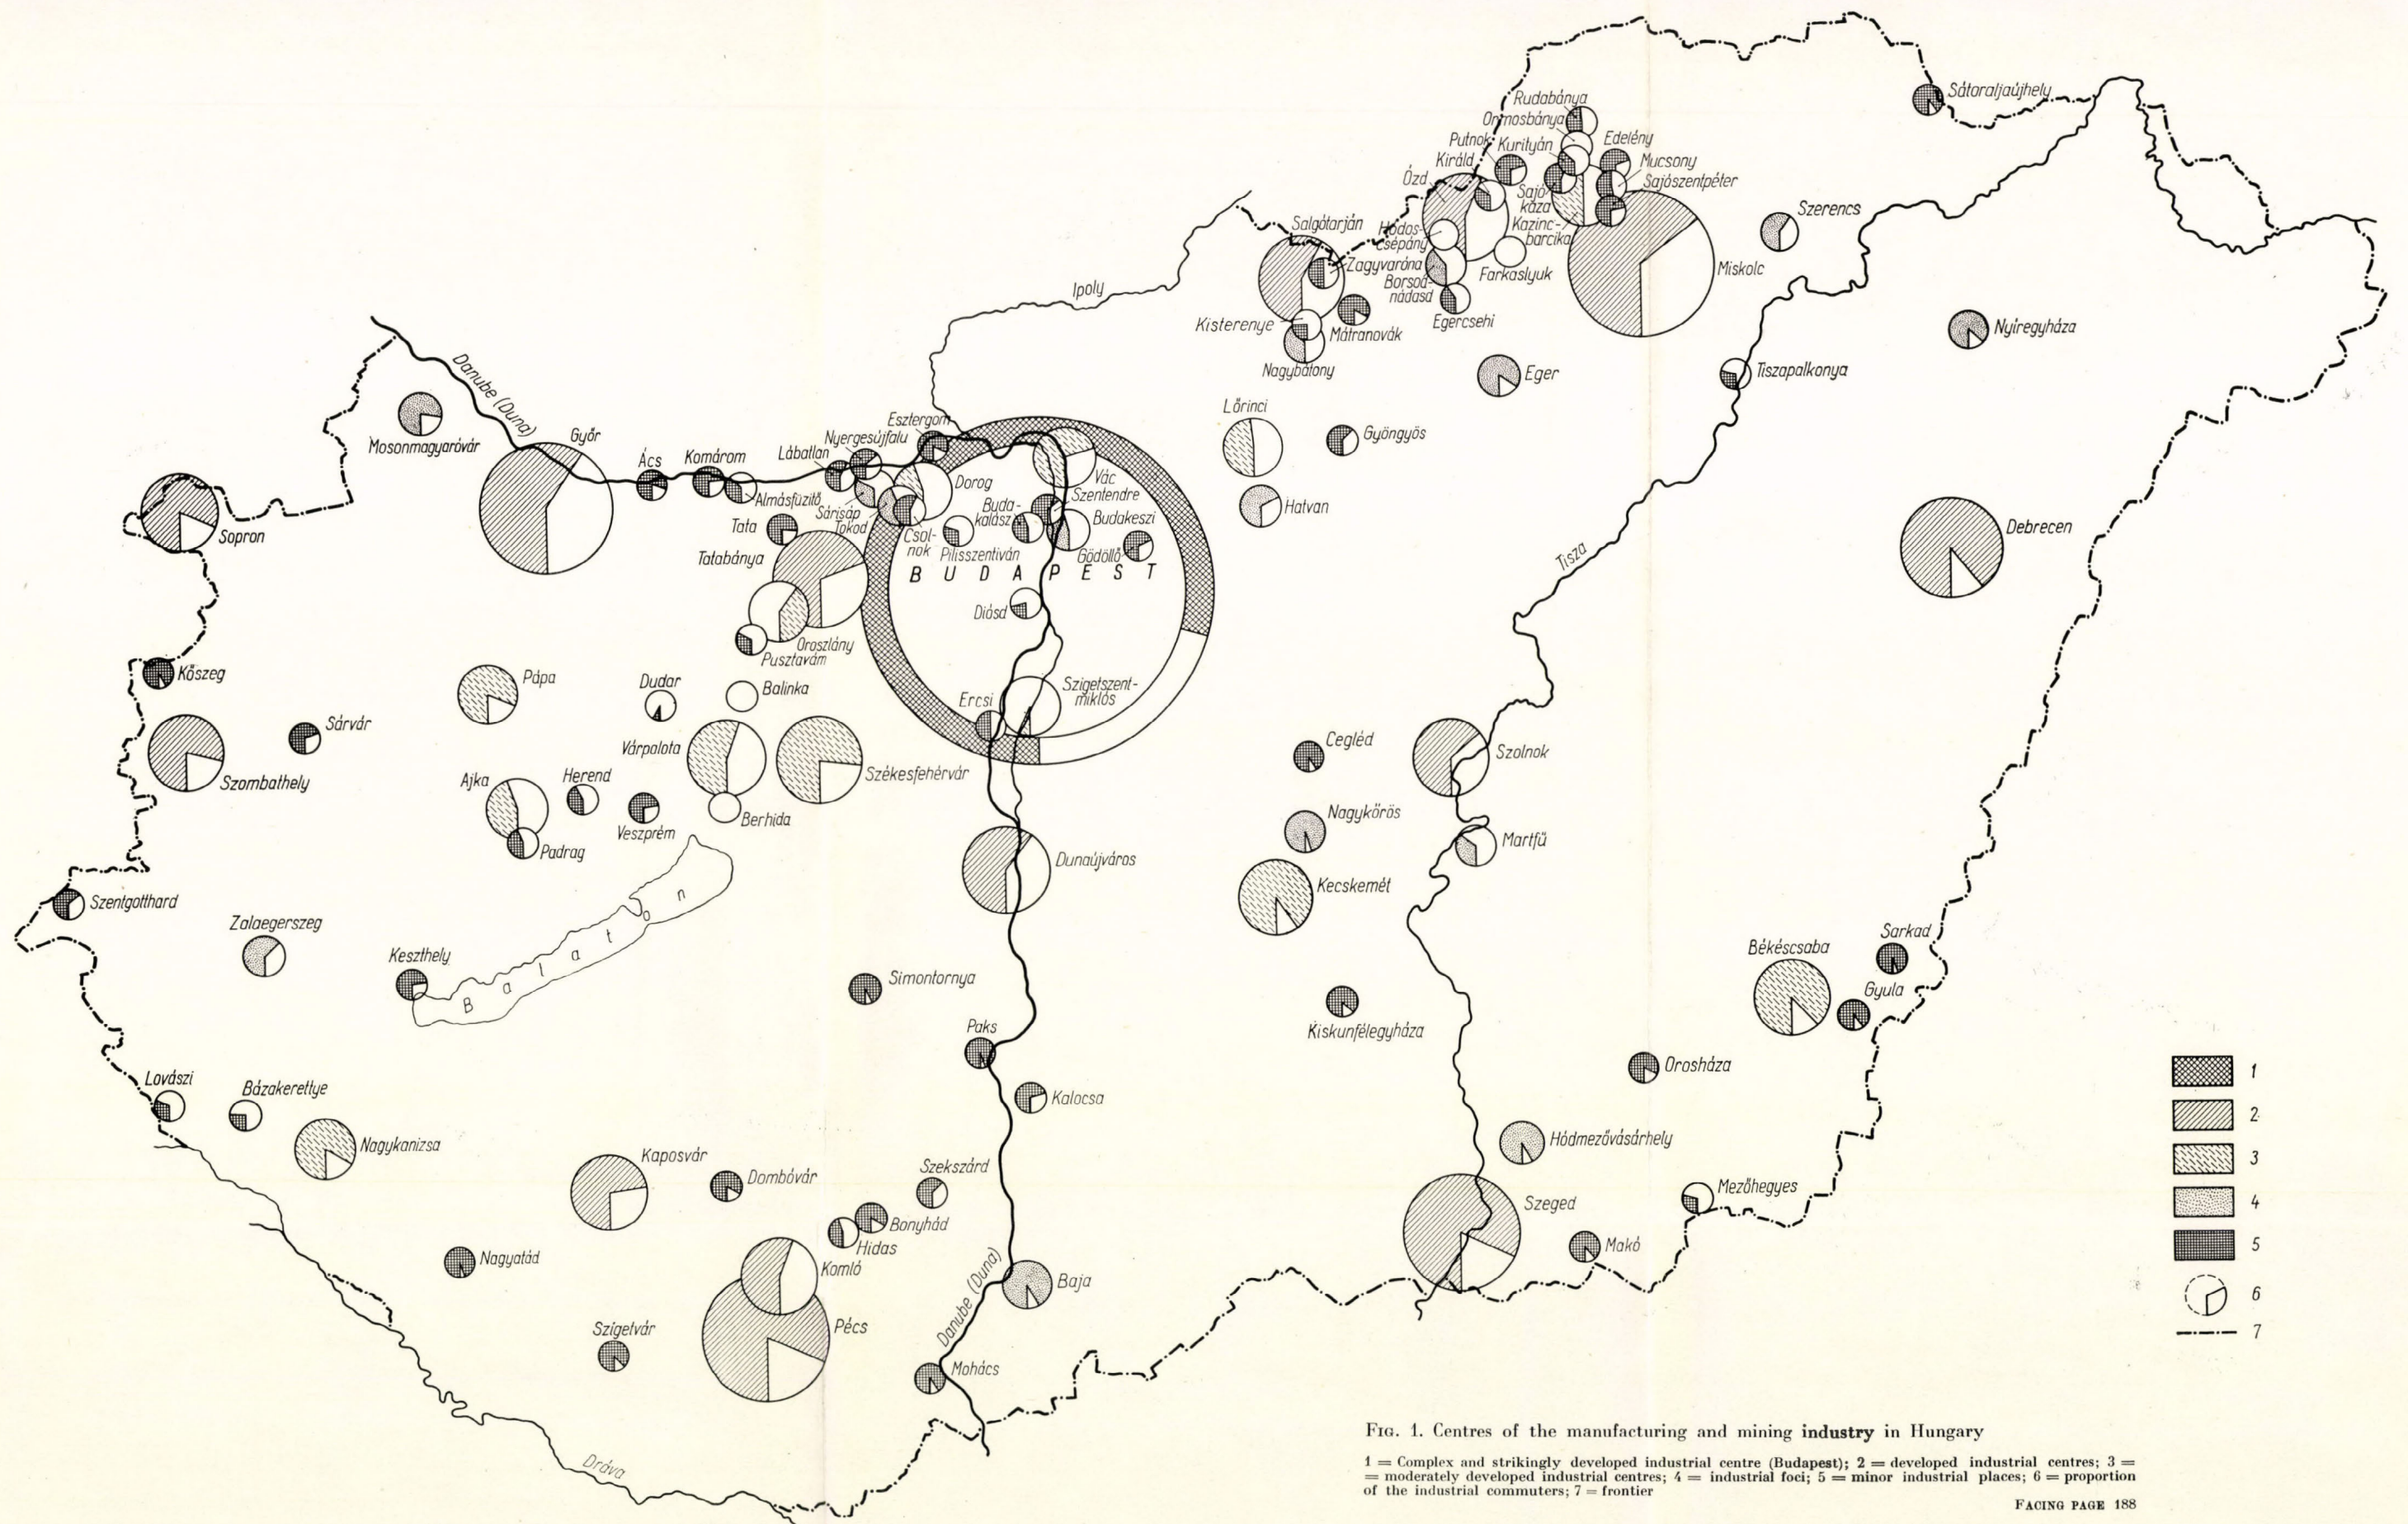 Sátoraljaújhely
Rudabánya
Ormosbánya
Putnok
Kurityán
Edelény
Királd
Mucsony
Ózd
Sajó-
kaza
Sajószentpéter
Kazinc-
barcika
Szerencs
Salgótarján
Hódos-
csépány
Zagyvaróna
Borsod-
nádasd
Farkaslyuk
Miskolc
Ipoly
Egercsehi
Kisterenye
Mátranovák
Nyíregyháza
Nagybátony
Eger
Tiszapalkonya
Danube (Duna)
Mosonmagyaróvár
Győr
Ács
Komárom
Almásfüzitő
Lábatlan
Nyergesújfalu
Esztergom
Lőrinci
Gyöngyös
Dorog
Vác
Szentendre
Buda-
kalász
Budakeszi
Hatvan
Sárisáp
Tokod
Tata
Csol-
nok
Pilisszentiván
Gödöllő
Sopron
Tatabánya
BUDAPEST
Debrecen
Tisza
Diósd
Oroszlány
Pusztavám
Kőszeg
Pápa
Dudar
Balinka
Ercsi
Szigetszent-
miklós
Sárvár
Várpalota
Székesfehérvár
Cegléd
Szolnok
Szombathely
Ajka
Herend
Veszprém
Berhida
Padrag
Nagykőrös
Martfű
Dunaújváros
Kecskemét
Szentgotthard
Zalaegerszeg
Keszthely
Balaton
Simontornya
Békéscsaba
Sarkad
Gyula
Kiskunfélegyháza
Paks
Orosháza
Lovászi
Bázakerettye
Kalocsa
Nagykanizsa
Hódmezővásárhely
Kaposvár
Dombóvár
Szekszárd
Bonyhád
Hidas
Szeged
Mezőhegyes
Makó
Nagyatád
Komló
Baja
Pécs
Danube (Duna)
Szígetvár
Mohács
Dráva
1
2
3
4
5
6
7
FIG. 1. Centres of the manufacturing and mining industry in Hungary
1 = Complex and strikingly developed industrial centre (Budapest); 2 = developed industrial centres; 3 =
= moderately developed industrial centres; 4 = industrial foci; 5 = minor industrial places; 6 = proportion
of the industrial commuters; 7 = frontier
FACING PAGE 188